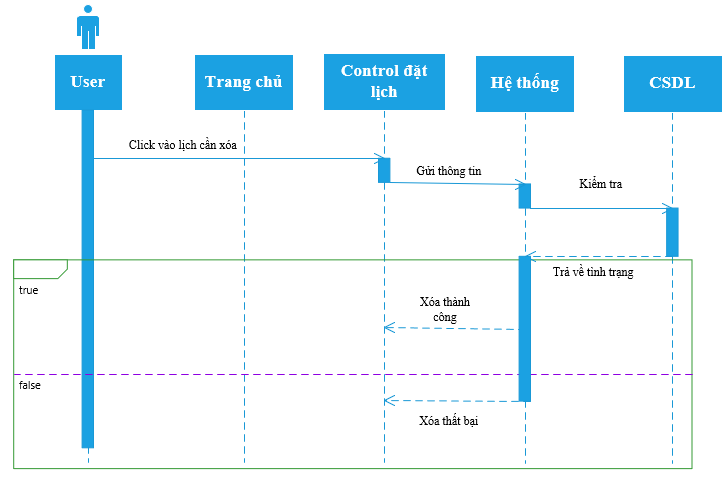 User
Trang chủ
Control đặt
lịch
Hệ thống
CSDL
Click vào lịch cần xóa
Gửi thông tin
Kiểm tra
Trả về tình trạng
true
Xóa thành
công
false
Xóa thất bại